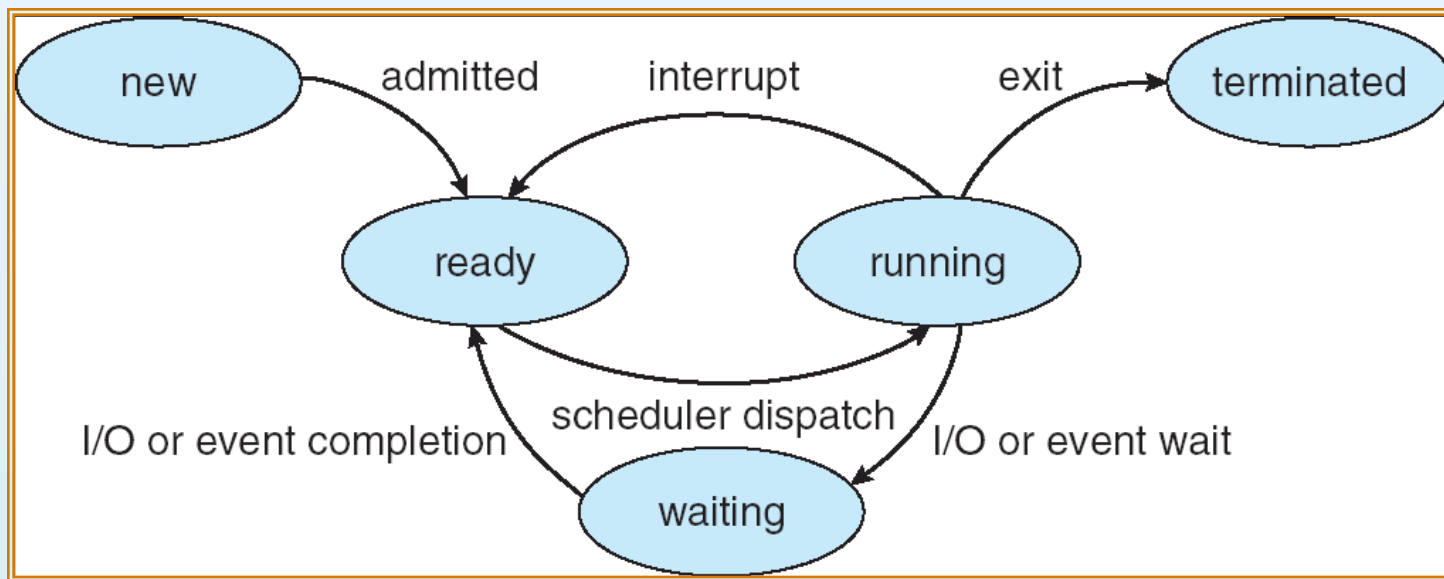 new
admitted
interrupt
exit
terminated
ready
running
scheduler dispatch
I/O or event completion
I/O or event wait
waiting